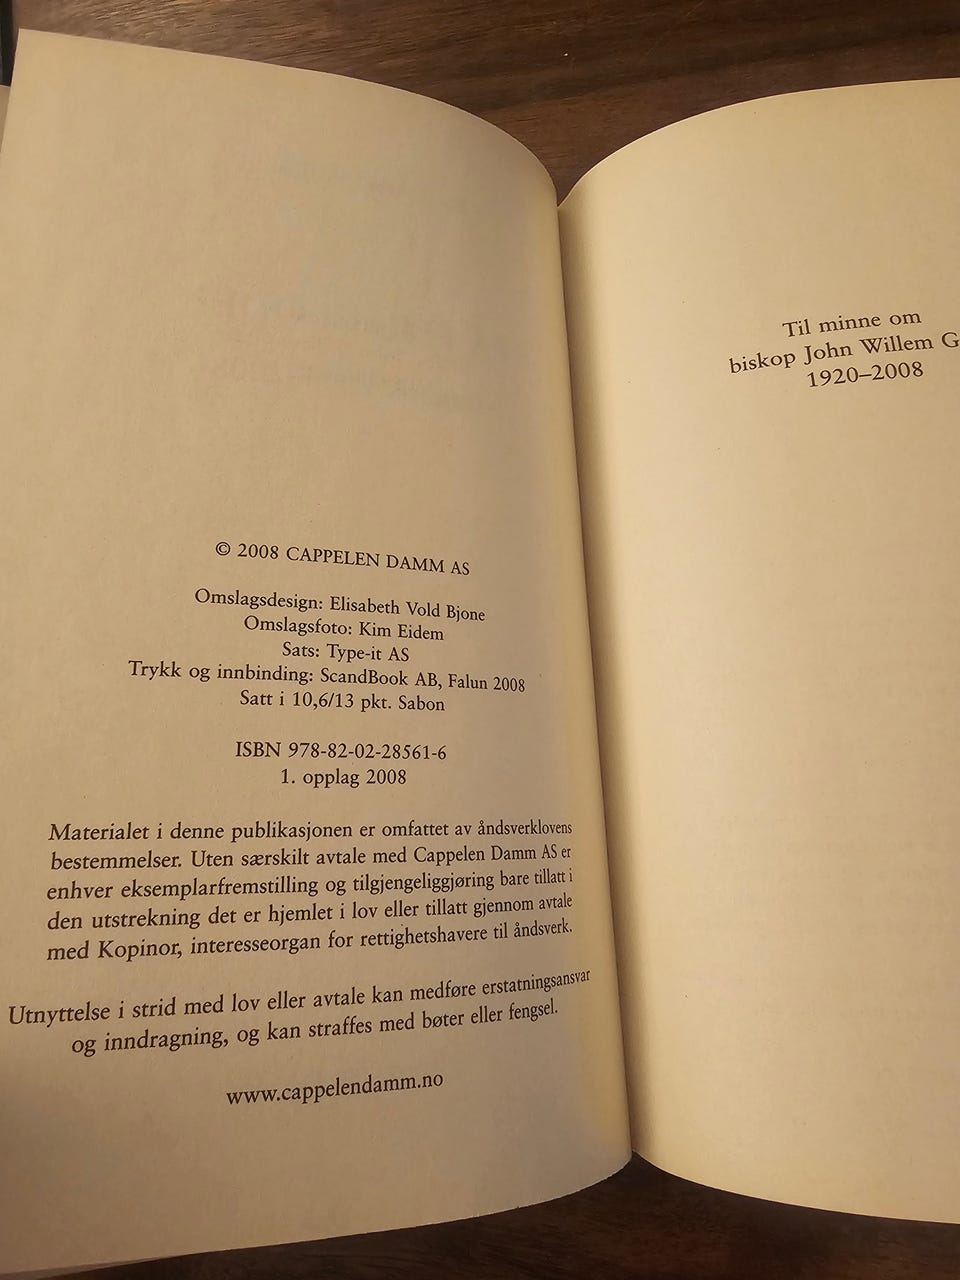 © 2008 CAPPELEN DAMM AS
Omslagsdesign: Elisabeth Vold Bjone
Omslagsfoto: Kim Eidem
Sats: Type-it AS
Trykk og innbinding: ScandBook AB, Falun 2008
Satt i 10,6/13 pkt. Sabon
ISBN 978-82-02-28561-6
1. opplag 2008
Materialet i denne publikasjonen er omfattet av åndsverklovens
bestemmelser. Uten særskilt avtale med Cappelen Damm AS er
enhver eksemplarfremstilling og tilgjengeliggjøring bare tillatt i
den utstrekning det er hjemlet i lov eller tillatt gjennom avtale
med Kopinor, interesseorgan for rettighetshavere til åndsverk.
Utnyttelse i strid med lov eller avtale kan medføre erstatningsansvar
og inndragning, og kan straffes med bøter eller fengsel.
www.cappelendamm.no
Til minne om
biskop John Willem G
1920–2008